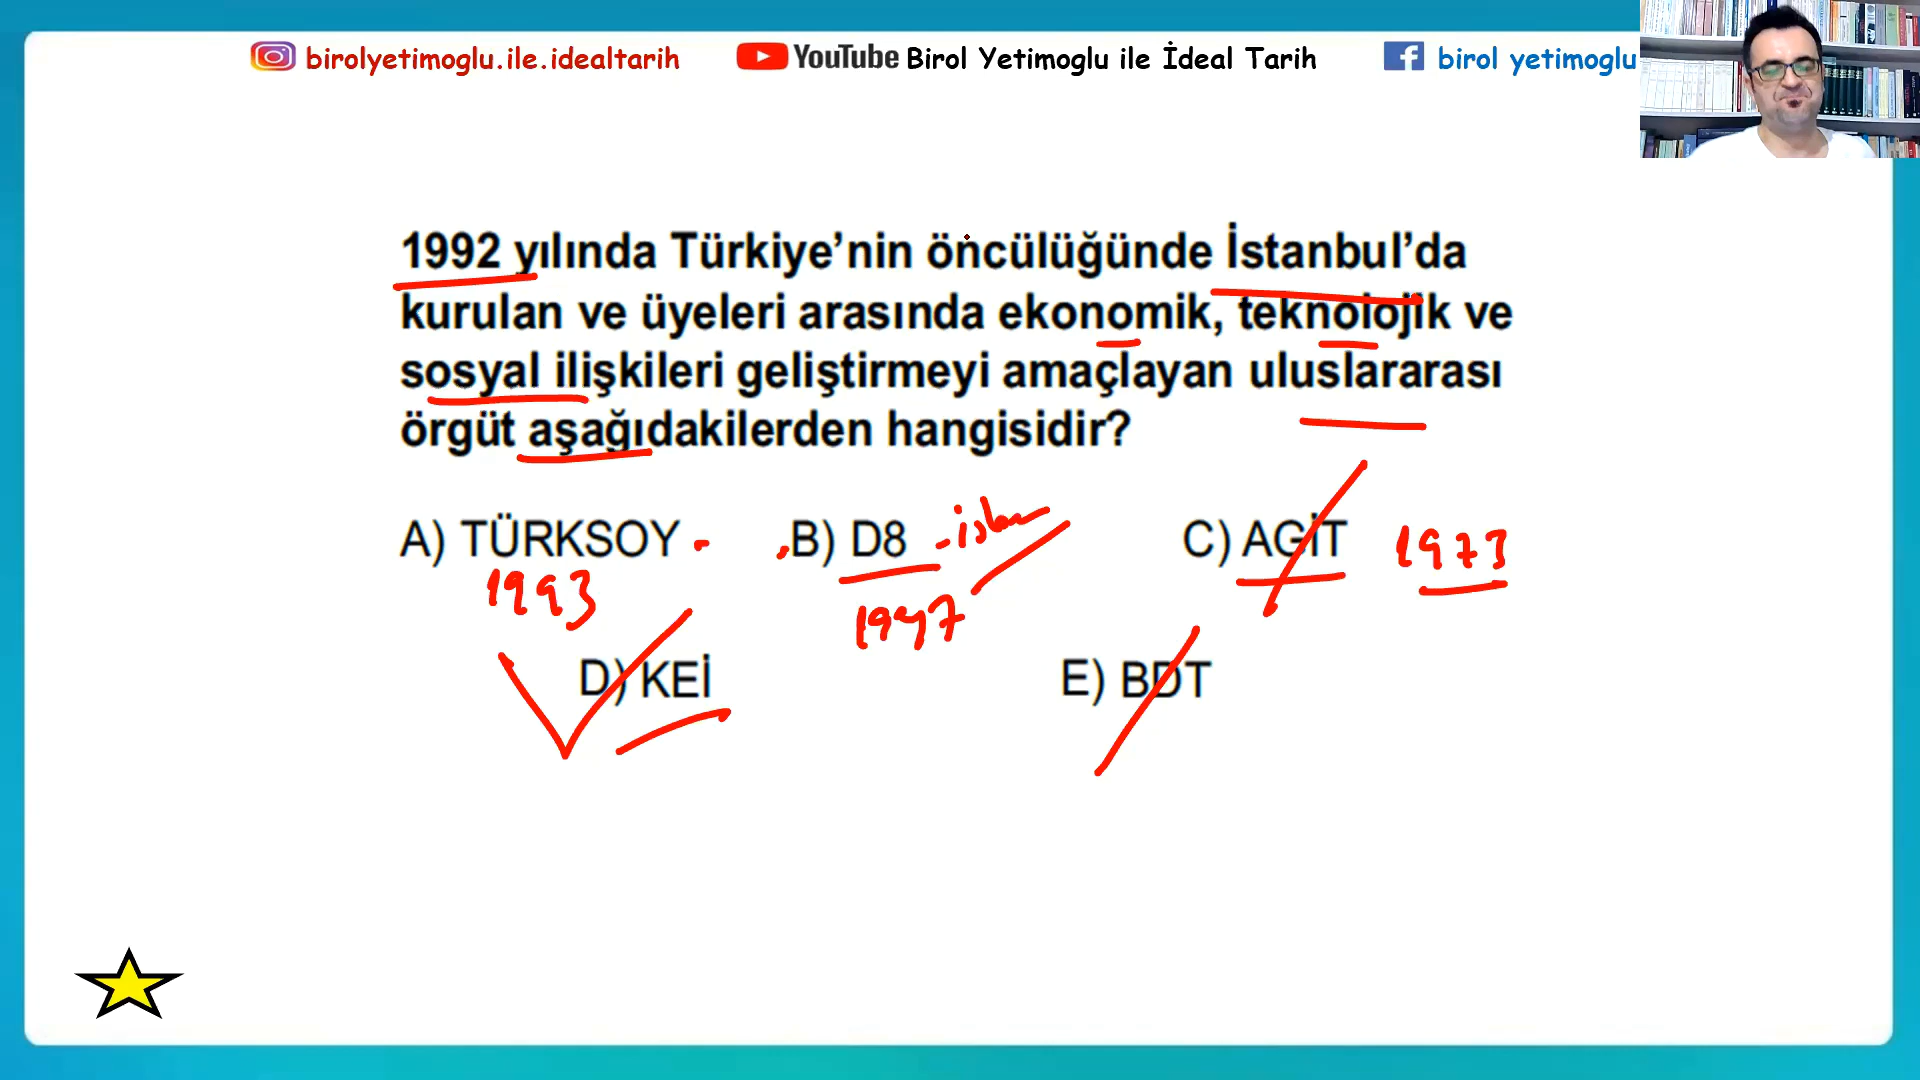 birolyetimoglu.ile.idealtarih YouTube Birol Yetimoglu ile İdeal Tarih birol yetimoglu
1992 yılında Türkiye’nin öncülüğünde İstanbul’da
kurulan ve üyeleri arasında ekonomik, teknolojik ve
sosyal ilişkileri geliştirmeyi amaçlayan uluslararası
örgüt aşağıdakilerden hangisidir?
A) TÜRKSOY B) D8 - islam C) AGİT 1973
1993 1997
D) KEİ E) BDT